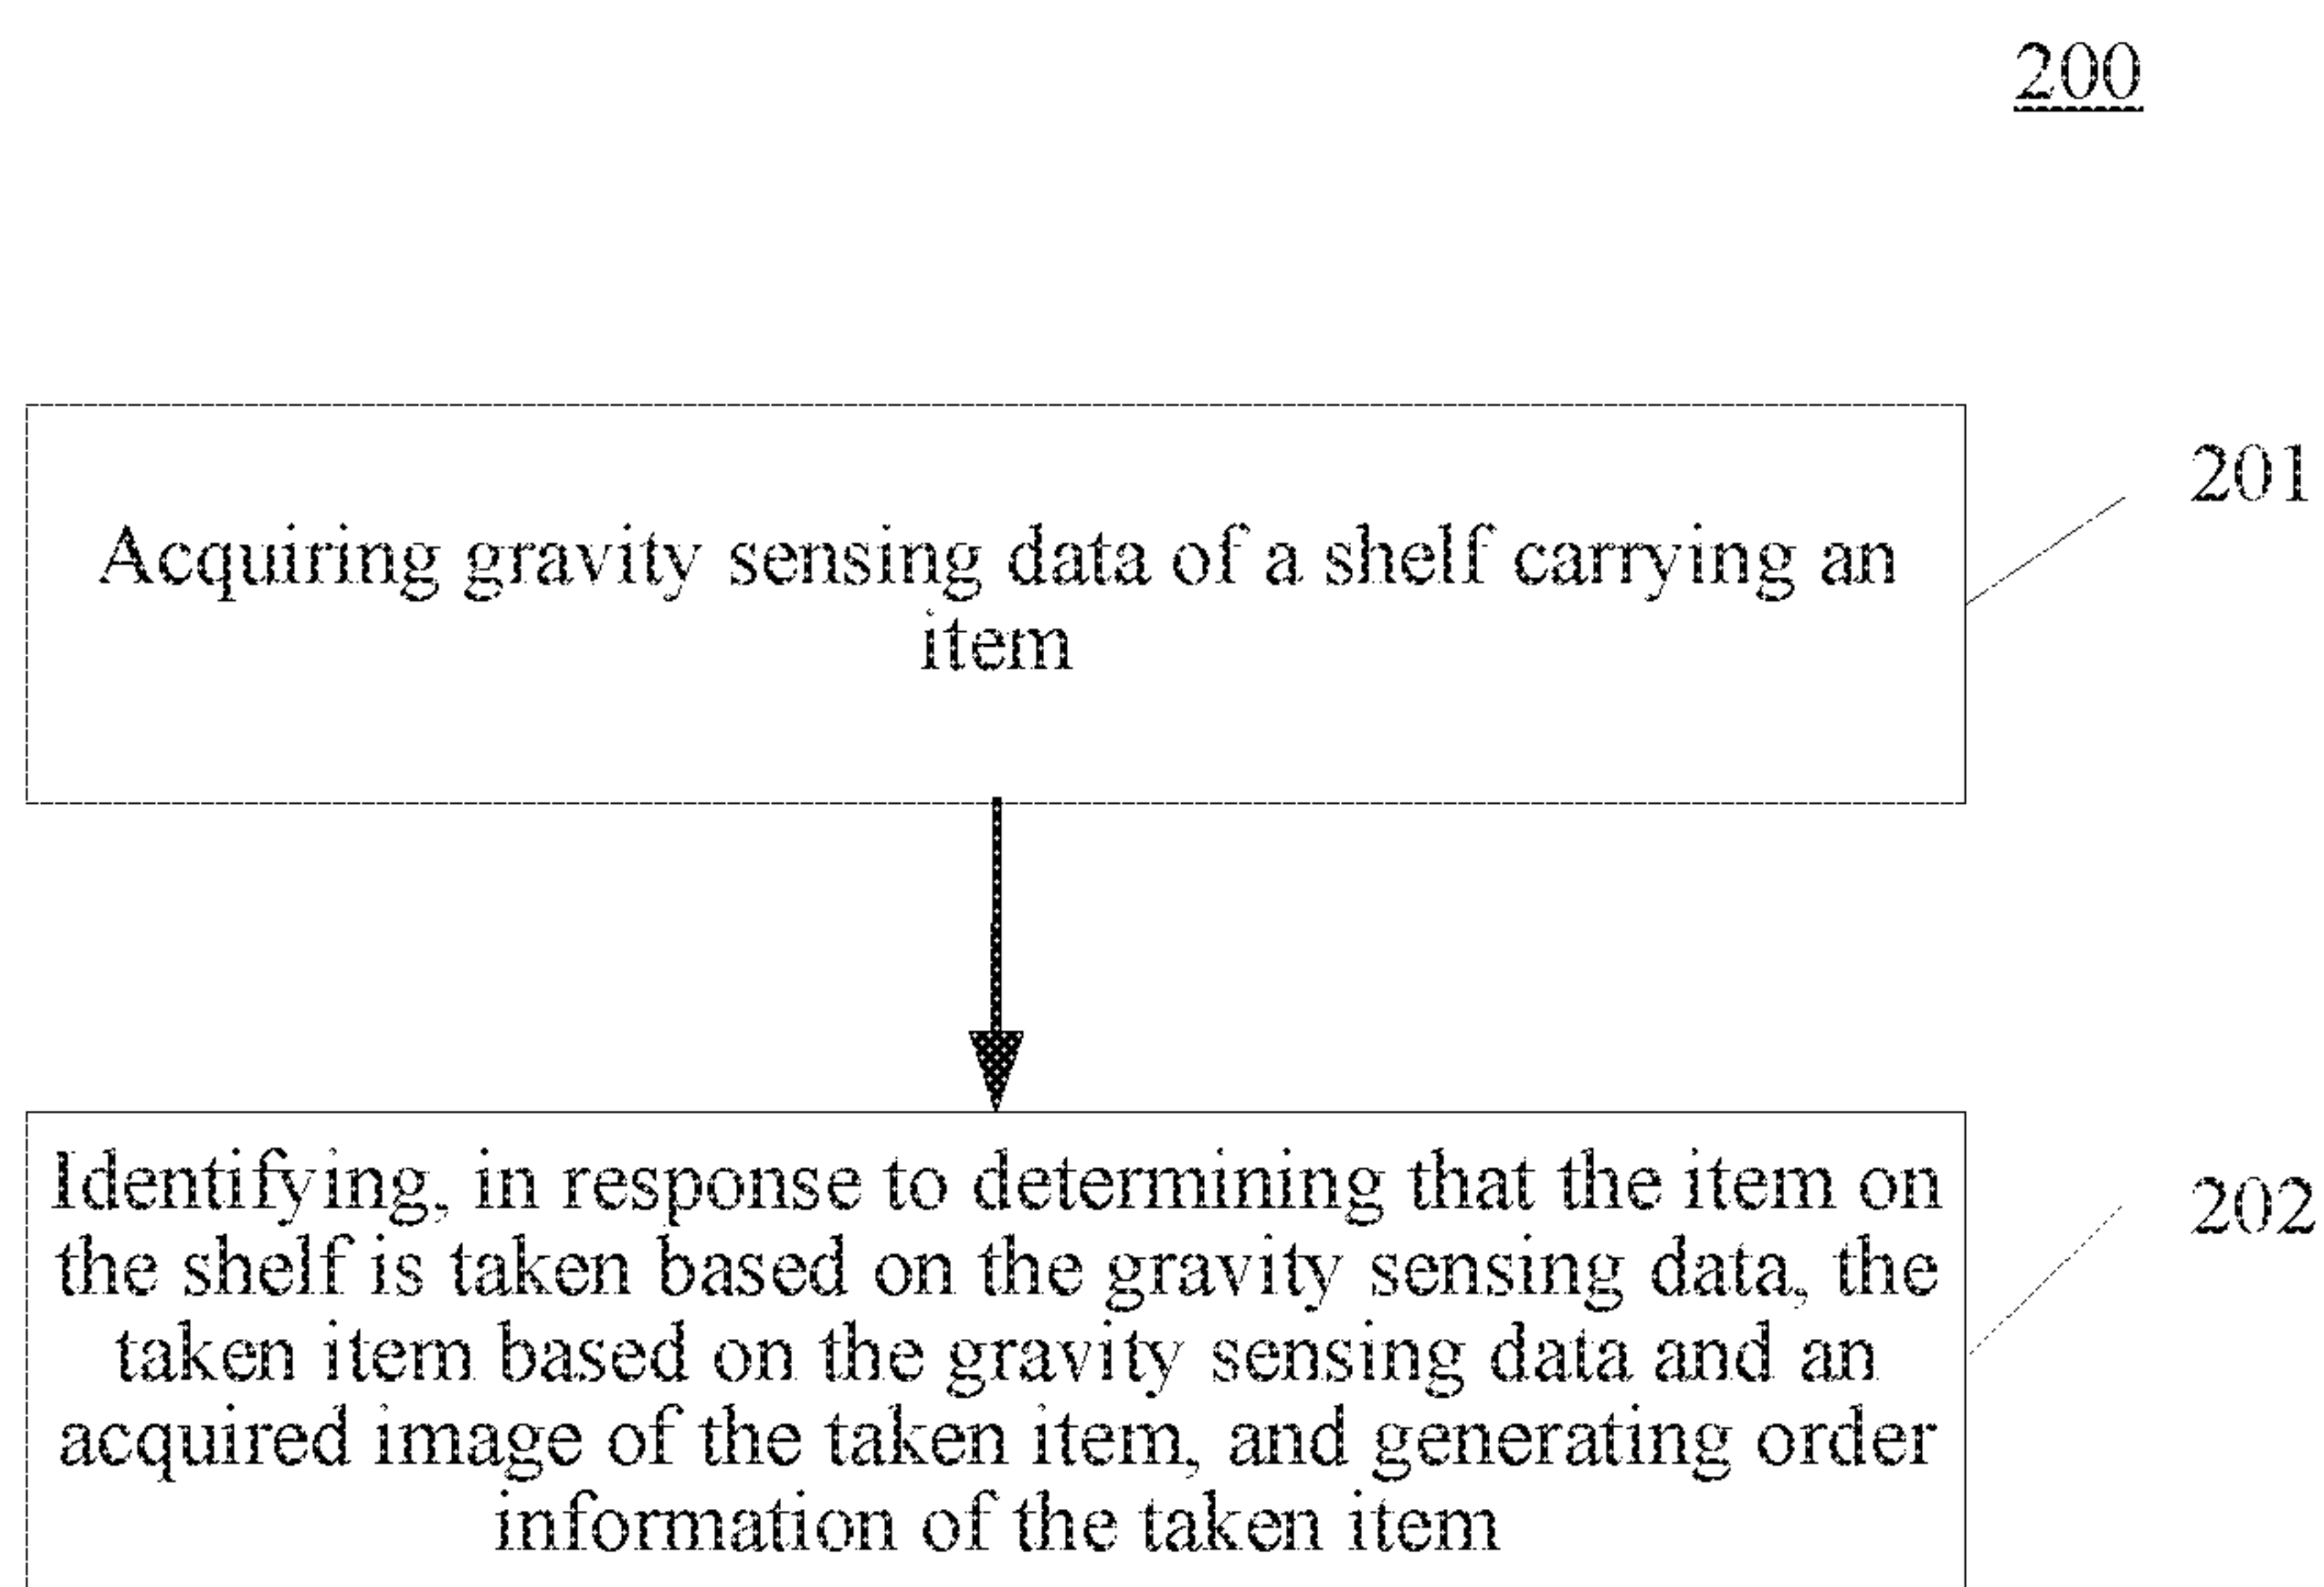 200
Acquiring gravity sensing data of a shelf carrying an
item
201
Identifying, in response to determining that the item on
the shelf is taken based on the gravity sensing data, the
taken item based on the gravity sensing data and an
acquired image of the taken item, and generating order
information of the taken item
202